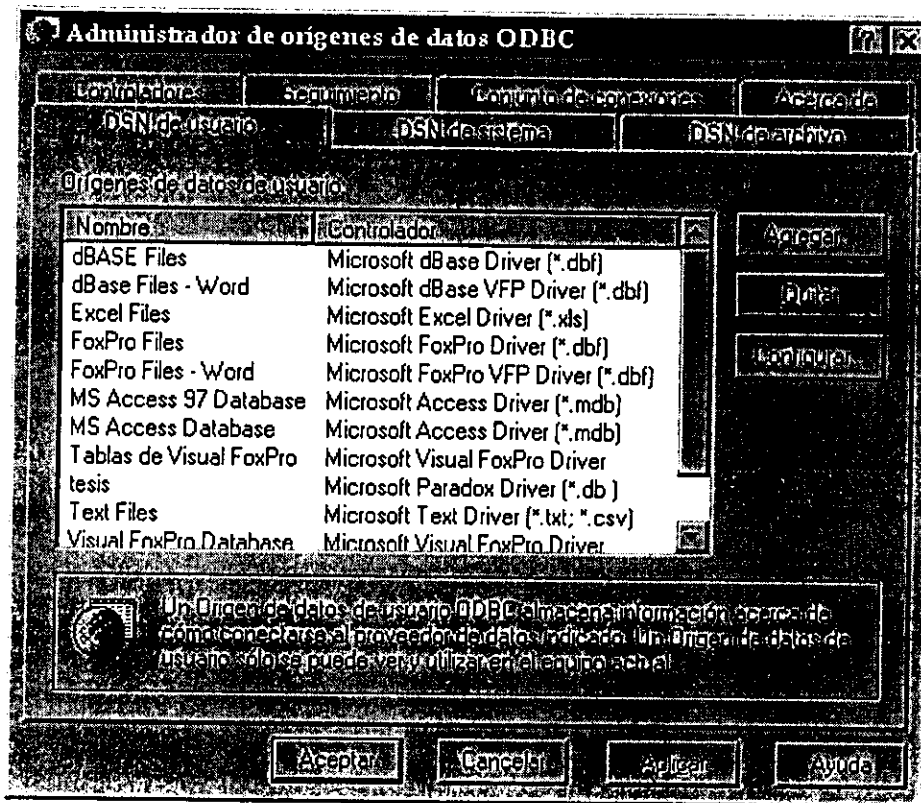 Administrador de orígenes de datos ODBC
Controladores Seguimiento Conjunto de conexiones Acerca de
DSN de usuario DSN de sistema DSN de archivo
Orígenes de datos de usuario:
Nombre Controlador
dBASE Files Microsoft dBase Driver (*.dbf)
dBase Files - Word Microsoft dBase VFP Driver (*.dbf)
Excel Files Microsoft Excel Driver (*.xls)
FoxPro Files Microsoft FoxPro Driver (*.dbf)
FoxPro Files - Word Microsoft FoxPro VFP Driver (*.dbf)
MS Access 97 Database Microsoft Access Driver (*.mdb)
MS Access Database Microsoft Access Driver (*.mdb)
Tablas de Visual FoxPro Microsoft Visual FoxPro Driver
tesis Microsoft Paradox Driver (*.db )
Text Files Microsoft Text Driver (*.txt; *.csv)
Visual FoxPro Database Microsoft Visual FoxPro Driver
Agregar...
Quitar
Configurar...
Un Origen de datos de usuario ODBC almacena información acerca de
cómo conectarse al proveedor de datos indicado. Un Origen de datos de
usuario sólo se puede ver y utilizar en el equipo actual.
Aceptar Cancelar Aplicar Ayuda